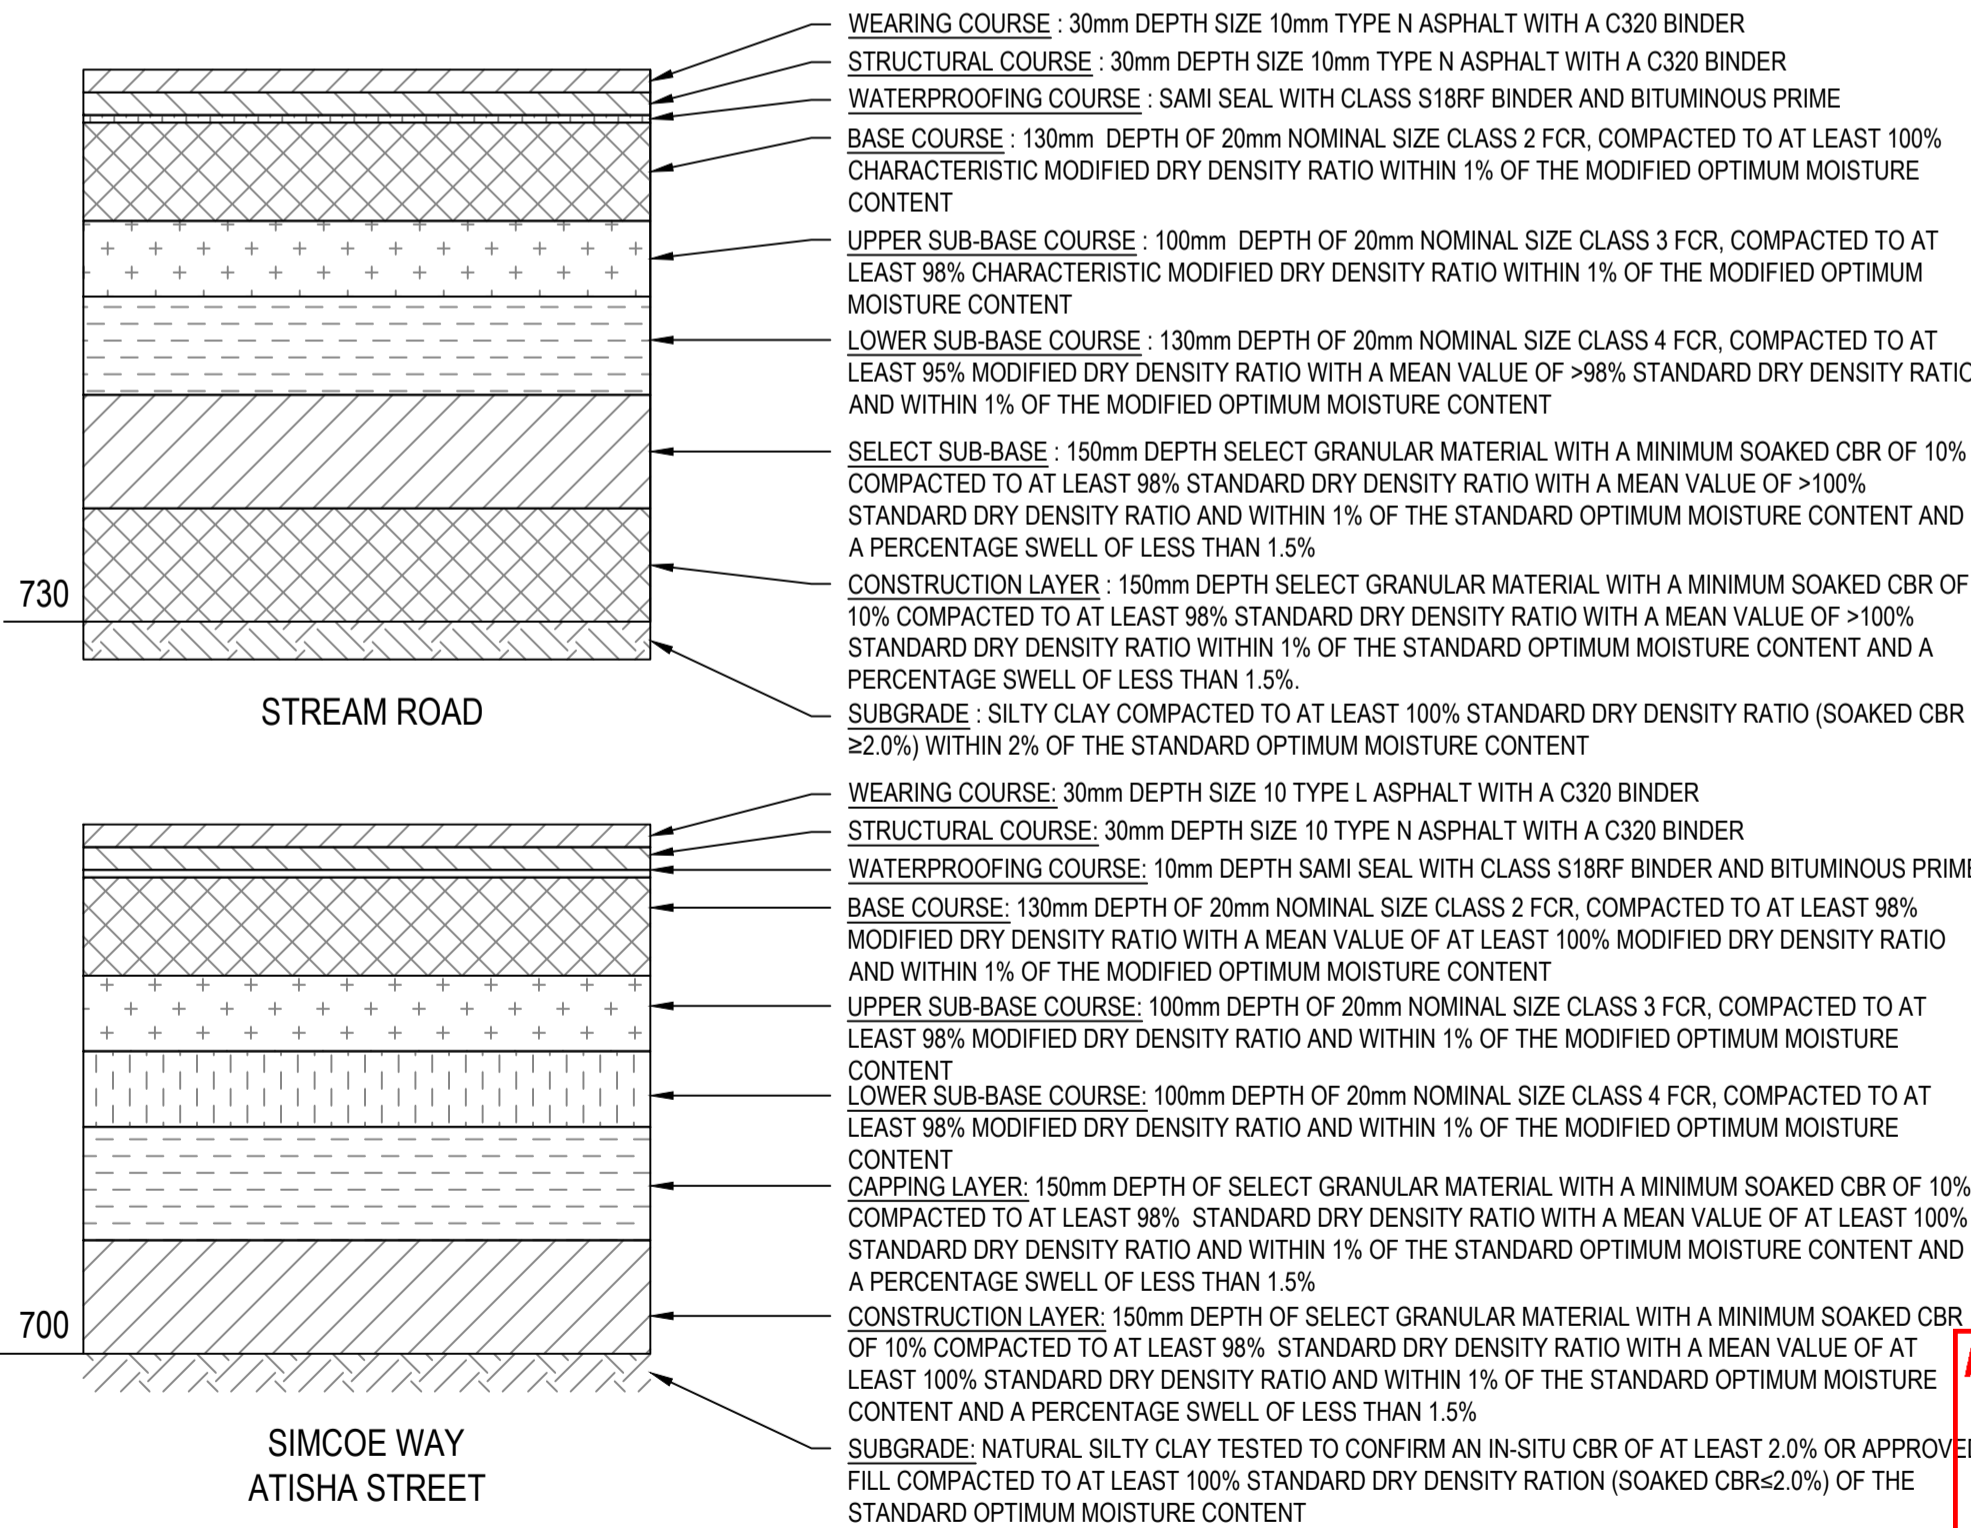 WEARING COURSE : 30mm DEPTH SIZE 10mm TYPE N ASPHALT WITH A C320 BINDER
STRUCTURAL COURSE : 30mm DEPTH SIZE 10mm TYPE N ASPHALT WITH A C320 BINDER
WATERPROOFING COURSE : SAMI SEAL WITH CLASS S18RF BINDER AND BITUMINOUS PRIME
BASE COURSE : 130mm DEPTH OF 20mm NOMINAL SIZE CLASS 2 FCR, COMPACTED TO AT LEAST 100%
CHARACTERISTIC MODIFIED DRY DENSITY RATIO WITHIN 1% OF THE MODIFIED OPTIMUM MOISTURE
CONTENT
UPPER SUB-BASE COURSE : 100mm DEPTH OF 20mm NOMINAL SIZE CLASS 3 FCR, COMPACTED TO AT
LEAST 98% CHARACTERISTIC MODIFIED DRY DENSITY RATIO WITHIN 1% OF THE MODIFIED OPTIMUM
MOISTURE CONTENT
LOWER SUB-BASE COURSE : 130mm DEPTH OF 20mm NOMINAL SIZE CLASS 4 FCR, COMPACTED TO AT
LEAST 95% MODIFIED DRY DENSITY RATIO WITH A MEAN VALUE OF >98% STANDARD DRY DENSITY RATIO
AND WITHIN 1% OF THE MODIFIED OPTIMUM MOISTURE CONTENT
SELECT SUB-BASE : 150mm DEPTH SELECT GRANULAR MATERIAL WITH A MINIMUM SOAKED CBR OF 10%
COMPACTED TO AT LEAST 98% STANDARD DRY DENSITY RATIO WITH A MEAN VALUE OF >100%
STANDARD DRY DENSITY RATIO AND WITHIN 1% OF THE STANDARD OPTIMUM MOISTURE CONTENT AND
A PERCENTAGE SWELL OF LESS THAN 1.5%
CONSTRUCTION LAYER : 150mm DEPTH SELECT GRANULAR MATERIAL WITH A MINIMUM SOAKED CBR OF
10% COMPACTED TO AT LEAST 98% STANDARD DRY DENSITY RATIO WITH A MEAN VALUE OF >100%
STANDARD DRY DENSITY RATIO WITHIN 1% OF THE STANDARD OPTIMUM MOISTURE CONTENT AND A
PERCENTAGE SWELL OF LESS THAN 1.5%.
SUBGRADE : SILTY CLAY COMPACTED TO AT LEAST 100% STANDARD DRY DENSITY RATIO (SOAKED CBR
≥2.0%) WITHIN 2% OF THE STANDARD OPTIMUM MOISTURE CONTENT
730
STREAM ROAD
WEARING COURSE: 30mm DEPTH SIZE 10 TYPE L ASPHALT WITH A C320 BINDER
STRUCTURAL COURSE: 30mm DEPTH SIZE 10 TYPE N ASPHALT WITH A C320 BINDER
WATERPROOFING COURSE: 10mm DEPTH SAMI SEAL WITH CLASS S18RF BINDER AND BITUMINOUS PRIME
BASE COURSE: 130mm DEPTH OF 20mm NOMINAL SIZE CLASS 2 FCR, COMPACTED TO AT LEAST 98%
MODIFIED DRY DENSITY RATIO WITH A MEAN VALUE OF AT LEAST 100% MODIFIED DRY DENSITY RATIO
AND WITHIN 1% OF THE MODIFIED OPTIMUM MOISTURE CONTENT
UPPER SUB-BASE COURSE: 100mm DEPTH OF 20mm NOMINAL SIZE CLASS 3 FCR, COMPACTED TO AT
LEAST 98% MODIFIED DRY DENSITY RATIO AND WITHIN 1% OF THE MODIFIED OPTIMUM MOISTURE
CONTENT
LOWER SUB-BASE COURSE: 100mm DEPTH OF 20mm NOMINAL SIZE CLASS 4 FCR, COMPACTED TO AT
LEAST 98% MODIFIED DRY DENSITY RATIO AND WITHIN 1% OF THE MODIFIED OPTIMUM MOISTURE
CONTENT
CAPPING LAYER: 150mm DEPTH OF SELECT GRANULAR MATERIAL WITH A MINIMUM SOAKED CBR OF 10%
COMPACTED TO AT LEAST 98% STANDARD DRY DENSITY RATIO WITH A MEAN VALUE OF AT LEAST 100%
STANDARD DRY DENSITY RATIO AND WITHIN 1% OF THE STANDARD OPTIMUM MOISTURE CONTENT AND
A PERCENTAGE SWELL OF LESS THAN 1.5%
CONSTRUCTION LAYER: 150mm DEPTH OF SELECT GRANULAR MATERIAL WITH A MINIMUM SOAKED CBR
OF 10% COMPACTED TO AT LEAST 98% STANDARD DRY DENSITY RATIO WITH A MEAN VALUE OF AT
LEAST 100% STANDARD DRY DENSITY RATIO AND WITHIN 1% OF THE STANDARD OPTIMUM MOISTURE
CONTENT AND A PERCENTAGE SWELL OF LESS THAN 1.5%
SUBGRADE: NATURAL SILTY CLAY TESTED TO CONFIRM AN IN-SITU CBR OF AT LEAST 2.0% OR APPROVED
FILL COMPACTED TO AT LEAST 100% STANDARD DRY DENSITY RATION (SOAKED CBR≤2.0%) OF THE
STANDARD OPTIMUM MOISTURE CONTENT
700
SIMCOE WAY
ATISHA STREET